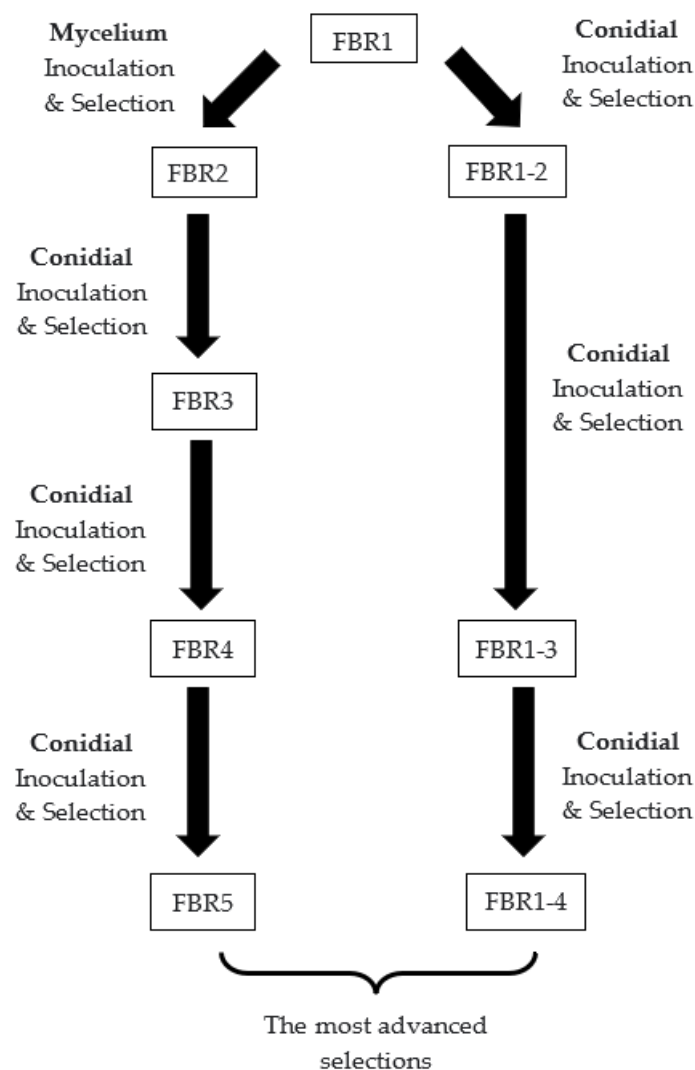 FBR1
Mycelium
Inoculation
& Selection
Conidial
Inoculation
& Selection
FBR2
FBR1-2
Conidial
Inoculation
& Selection
FBR3
Conidial
Inoculation
& Selection
Conidial
Inoculation
& Selection
FBR4
FBR1-3
Conidial
Inoculation
& Selection
Conidial
Inoculation
& Selection
FBR5
FBR1-4
The most advanced
selections